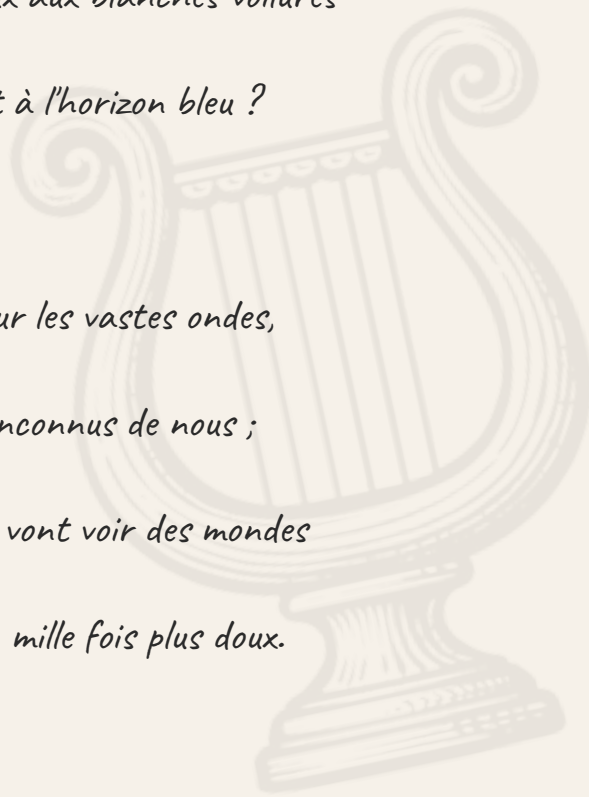 aux blanches voilures
à l'horizon bleu ?
les vastes ondes,
de nous ;
vont voir des mondes
mille fois plus doux.